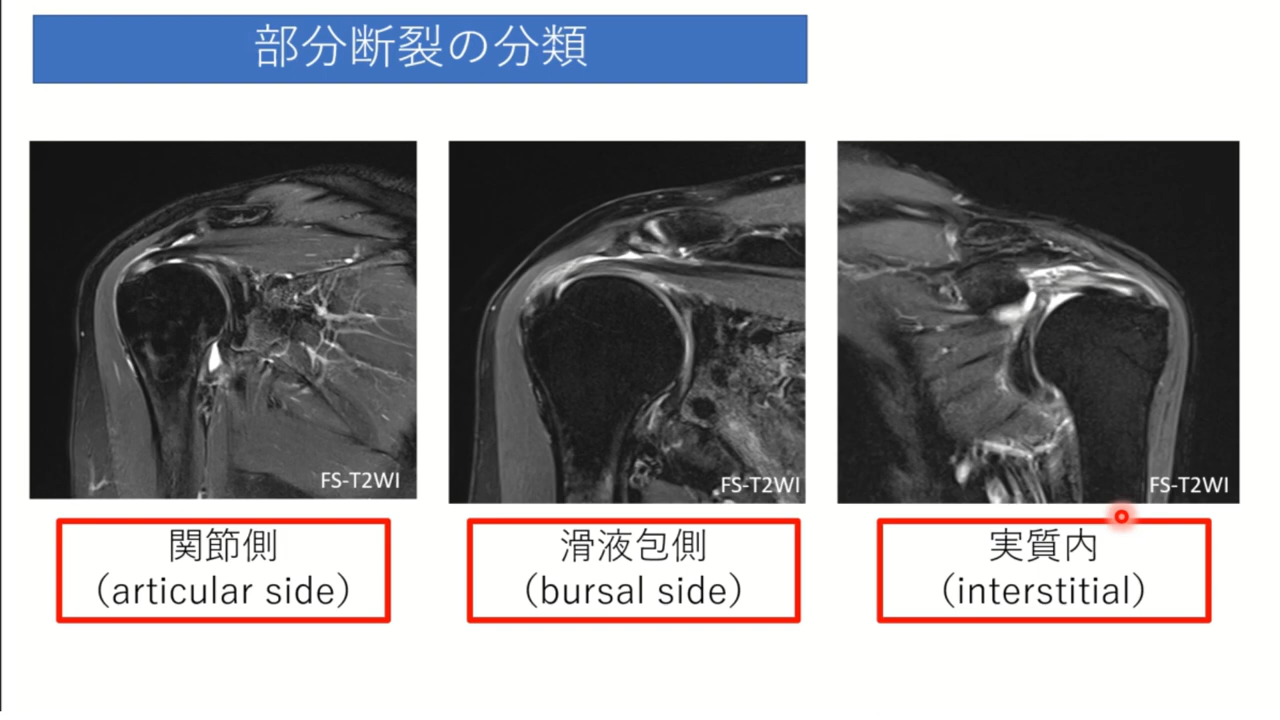 部分断裂の分類
FS-T2WI
FS-T2WI
FS-T2WI
関節側
(articular side)
滑液包側
(bursal side)
実質内
(interstitial)